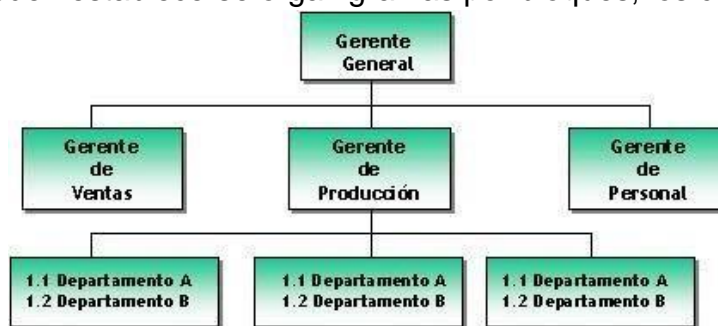 Gerente
General
Gerente
de
Ventas
Gerente
de
Producción
Gerente
de
Personal
1.1 Departamento A
1.2 Departamento B
1.1 Departamento A
1.2 Departamento B
1.1 Departamento A
1.2 Departamento B